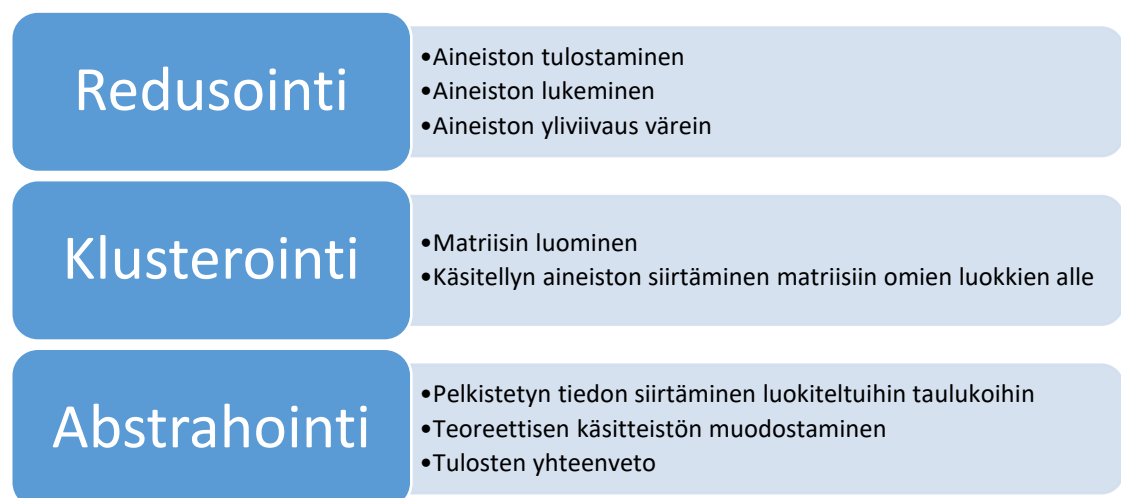 Redusointi
•Aineiston tulostaminen
•Aineiston lukeminen
•Aineiston yliviivaus värein
Klusterointi
•Matriisin luominen
•Käsitellyn aineiston siirtäminen matriisiin omien luokkien alle
Abstrahointi
•Pelkistetyn tiedon siirtäminen luokiteltuihin taulukoihin
•Teoreettisen käsitteistön muodostaminen
•Tulosten yhteenveto